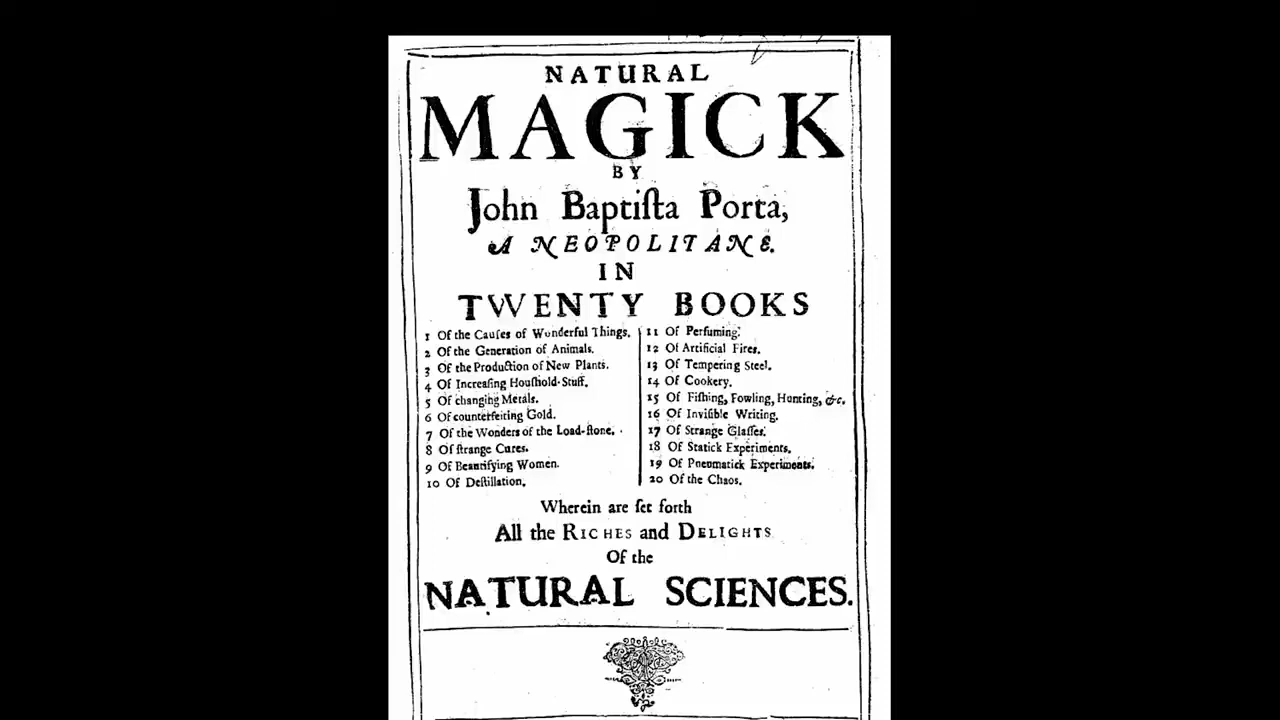 NATURAL
MAGICK
BY
John Baptiſta Porta,
A NEOPOLITANE.
IN
TWENTY BOOKS
1 Of the Cauſes of Wonderful Things.
2 Of the Generation of Animals.
3 Of the Production of New Plants.
4 Of Increaſing Houſhold-Stuff.
5 Of changing Metals.
6 Of counterfeiting Gold.
7 Of the Wonders of the Load-ſtone.
8 Of ſtrange Cures.
9 Of Beautifying Women.
10 Of Deſtillation.
11 Of Perfuming.
12 Of Artificial Fires.
13 Of Tempering Steel.
14 Of Cookery.
15 Of Fiſhing, Fowling, Hunting, &c.
16 Of Inviſible Writing.
17 Of Strange Glaſſes.
18 Of Statick Experiments.
19 Of Pneumatick Experiments.
20 Of the Chaos.
Wherein are ſet forth
All the RICHES and DELIGHTS
Of the
NATURAL SCIENCES.